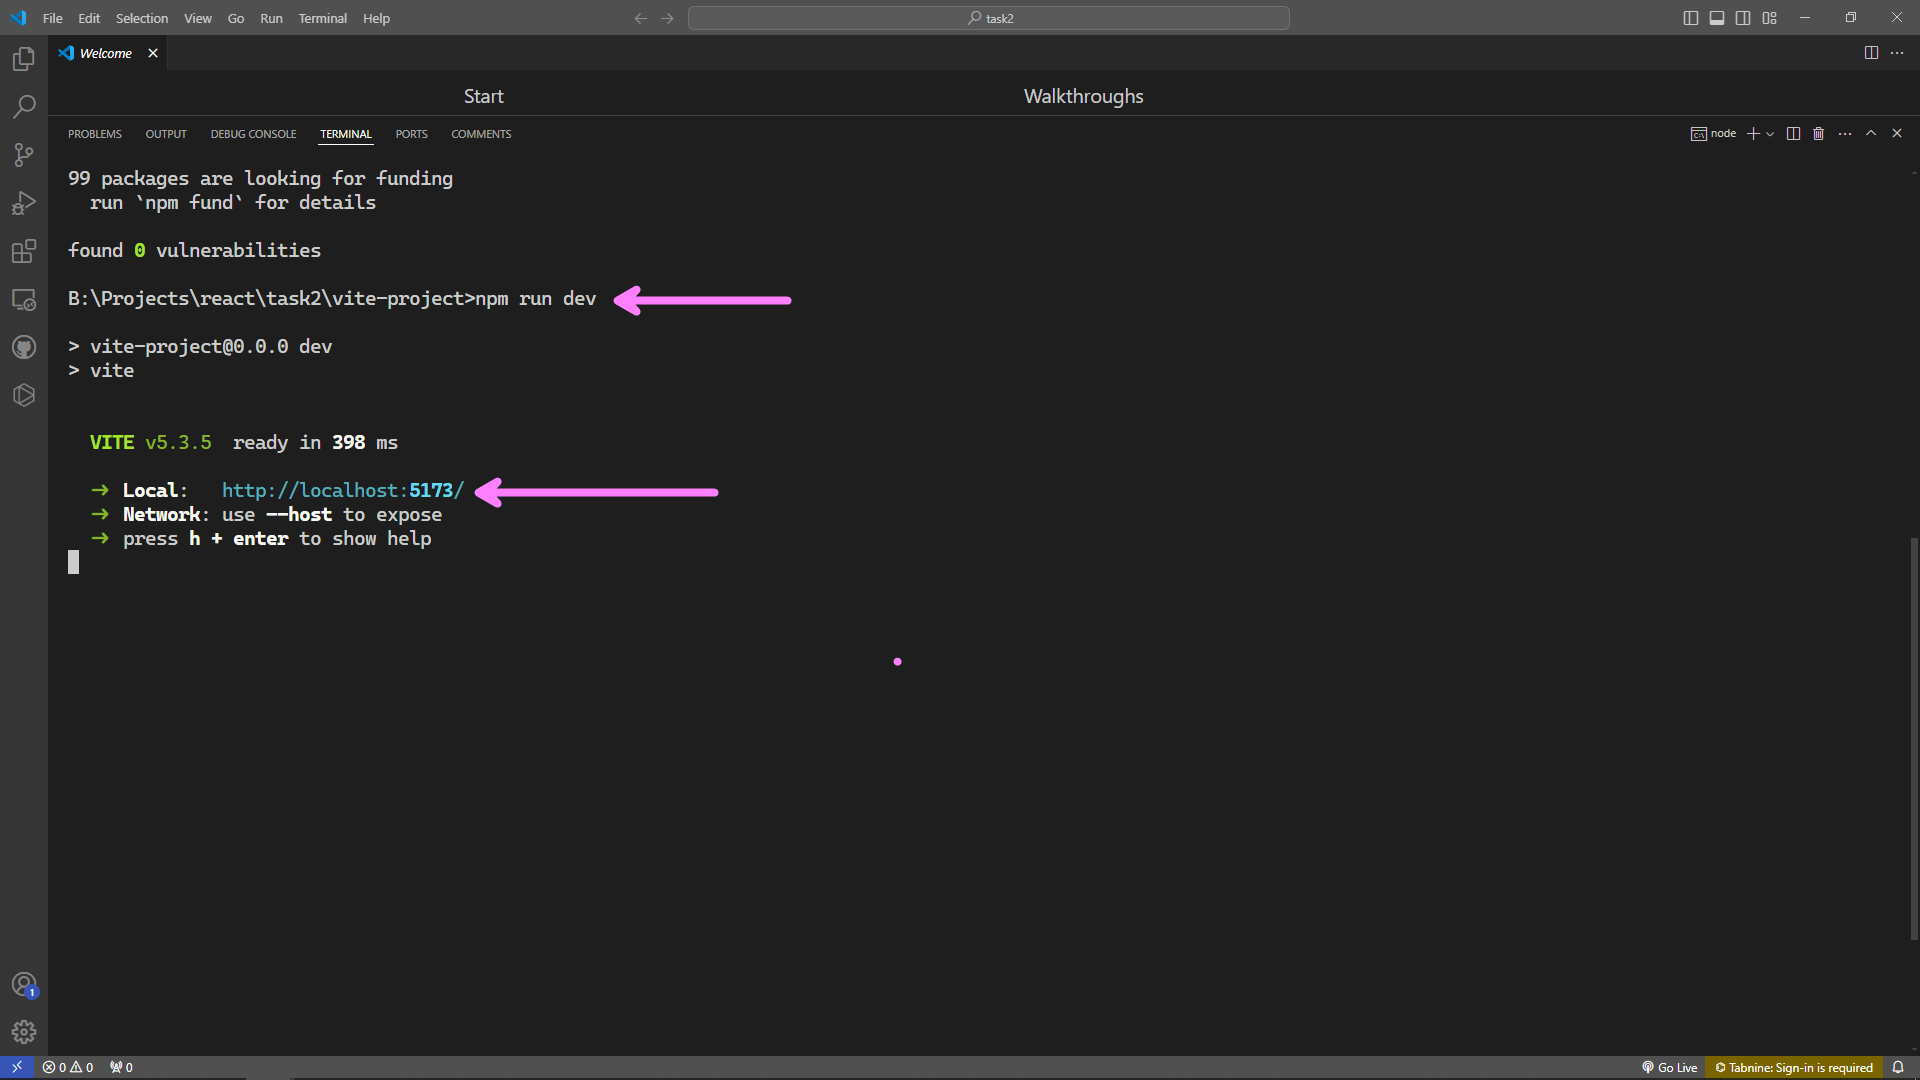 File Edit Selection View Go Run Terminal Help
task2
Welcome
Start Walkthroughs
PROBLEMS OUTPUT DEBUG CONSOLE TERMINAL PORTS COMMENTS
node
99 packages are looking for funding
run `npm fund` for details
found 0 vulnerabilities
B:\Projects\react\task2\vite-project>npm run dev
> vite-project@0.0.0 dev
> vite
VITE v5.3.5 ready in 398 ms
→ Local: http://localhost:5173/
→ Network: use --host to expose
→ press h + enter to show help
1
0 0 0
Go Live Tabnine: Sign-in is required